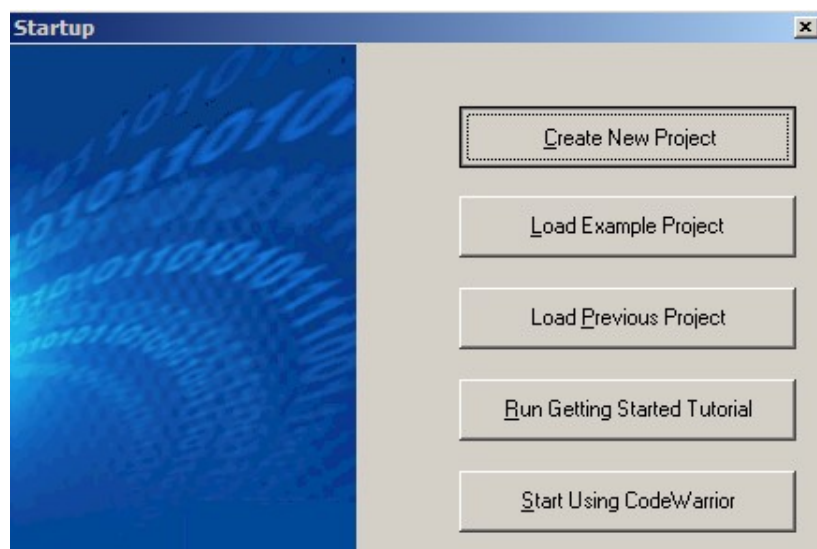 Startup
Create New Project
Load Example Project
Load Previous Project
Run Getting Started Tutorial
Start Using CodeWarrior